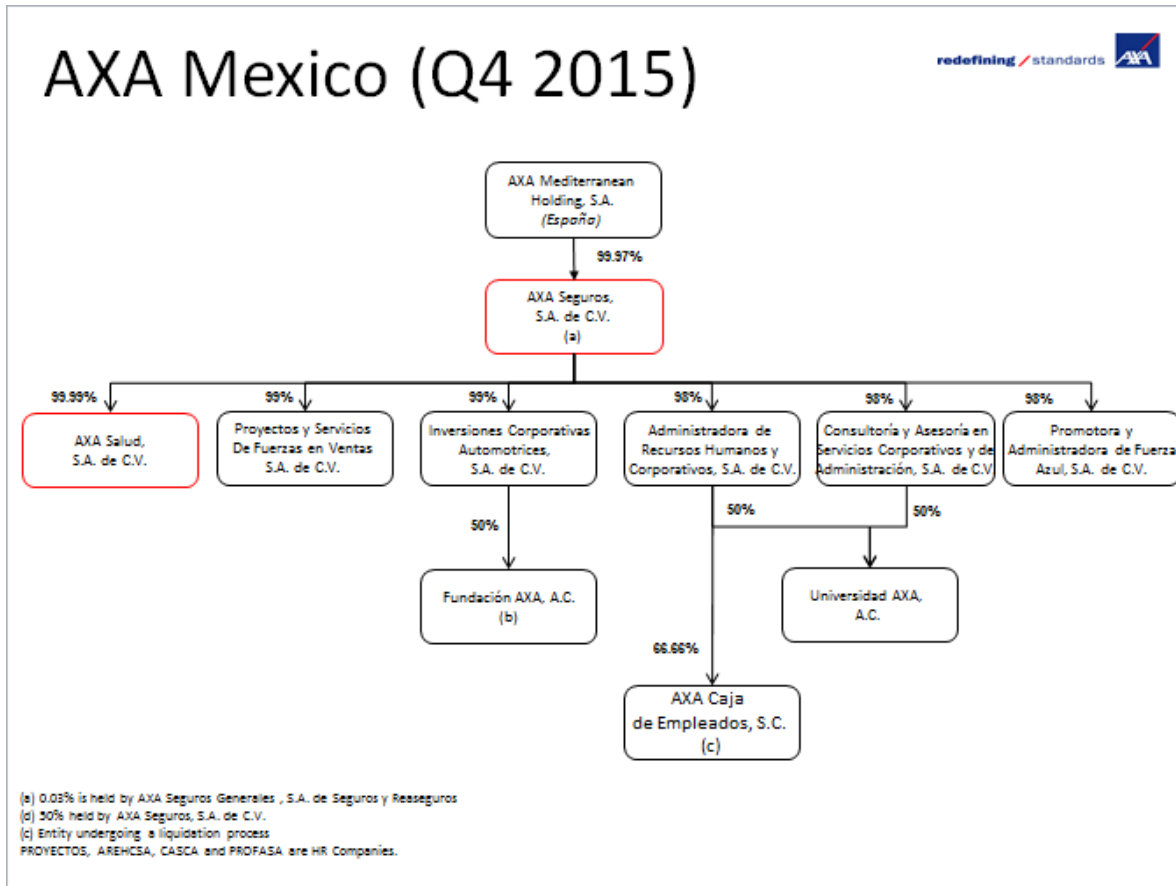 AXA Mexico (Q4 2015)
redefining / standards
AXA
AXA Mediterranean
Holding, S.A.
(España)
99.97%
AXA Seguros,
S.A. de C.V.
(a)
99.99%
99%
99%
98%
98%
98%
AXA Salud,
S.A. de C.V.
Proyectos y Servicios
De Fuerzas en Ventas
S.A. de C.V.
Inversiones Corporativas
Automotrices,
S.A. de C.V.
Administradora de
Recursos Humanos y
Corporativos, S.A. de C.V.
Consultoría y Asesoría en
Servicios Corporativos y de
Administración, S.A. de C.V
Promotora y
Administradora de Fuerza
Azul, S.A. de C.V.
50%
50%
50%
Fundación AXA, A.C.
(b)
Universidad AXA,
A.C.
66.66%
AXA Caja
de Empleados, S.C.
(c)
(a) 0.03% is held by AXA Seguros Generales , S.A. de Seguros y Reaseguros
(d) 50% held by AXA Seguros, S.A. de C.V.
(c) Entity undergoing a liquidation process
PROYECTOS, AREHCSA, CASCA and PROFASA are HR Companies.